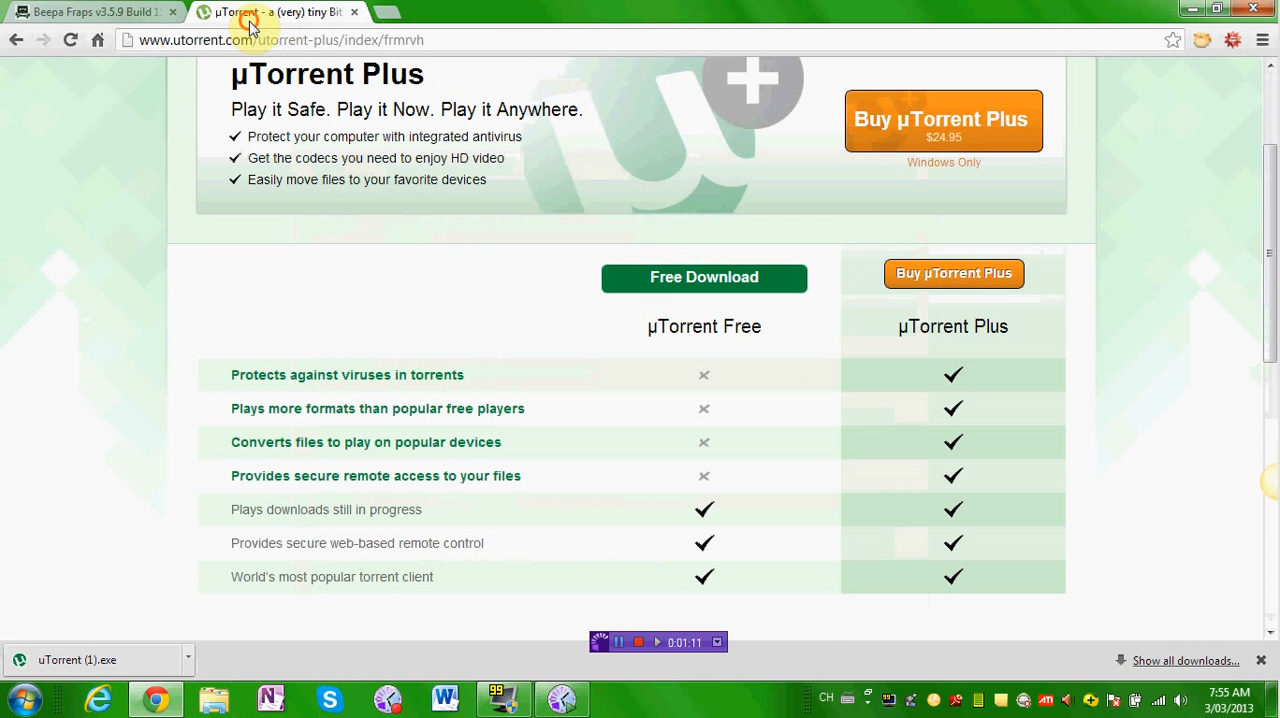 Beepa Fraps v3.5.9 Build 1
µTorrent - a (very) tiny Bit
www.utorrent.com/utorrent-plus/index/frmrvh
µTorrent Plus
Play it Safe. Play it Now. Play it Anywhere.
Protect your computer with integrated antivirus
Get the codecs you need to enjoy HD video
Easily move files to your favorite devices
Buy µTorrent Plus
$24.95
Windows Only
Free Download
Buy µTorrent Plus
µTorrent Free
µTorrent Plus
Protects against viruses in torrents
Plays more formats than popular free players
Converts files to play on popular devices
Provides secure remote access to your files
Plays downloads still in progress
Provides secure web-based remote control
World's most popular torrent client
0:01:11
uTorrent (1).exe
Show all downloads...
99
CH
7:55 AM
3/03/2013